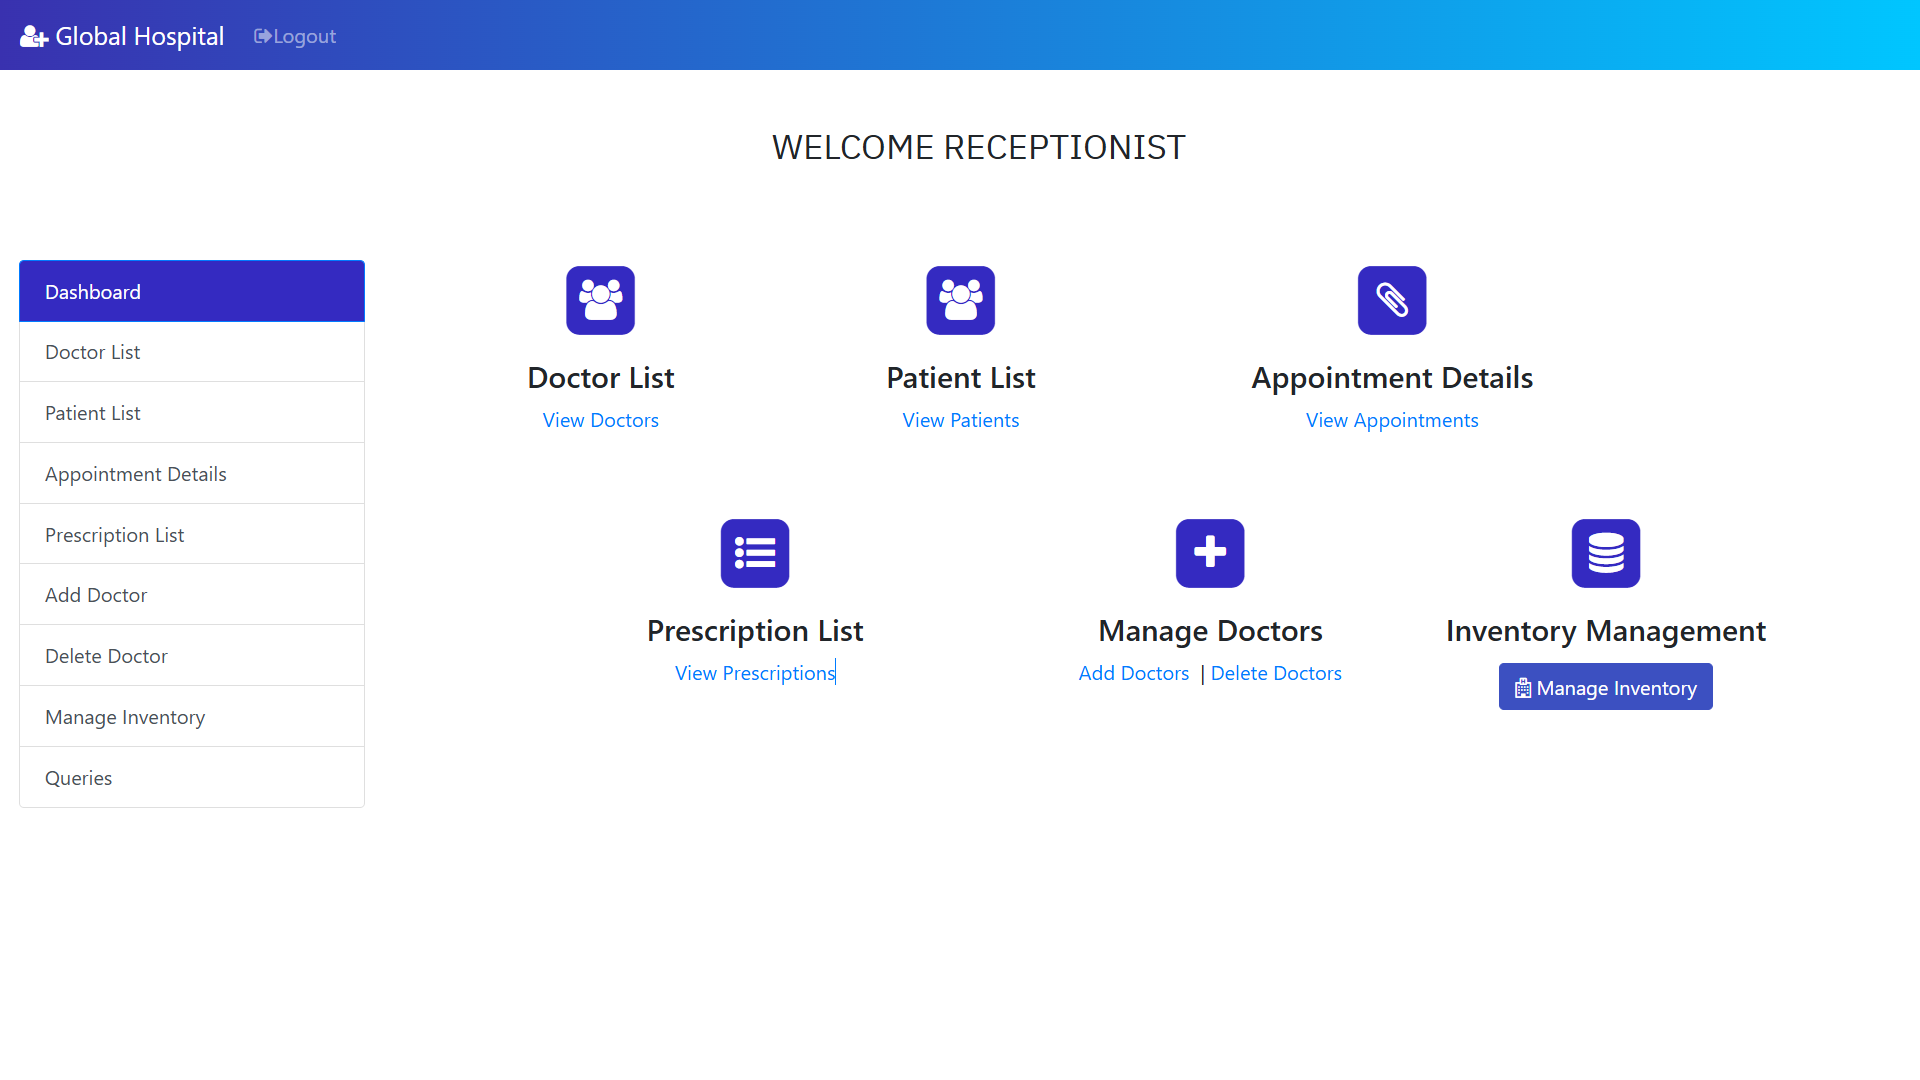 Global Hospital Logout
WELCOME RECEPTIONIST
Dashboard
Doctor List
Patient List
Appointment Details
Prescription List
Add Doctor
Delete Doctor
Manage Inventory
Queries
Doctor List
View Doctors
Patient List
View Patients
Appointment Details
View Appointments
Prescription List
View Prescriptions
Manage Doctors
Add Doctors | Delete Doctors
Inventory Management
Manage Inventory